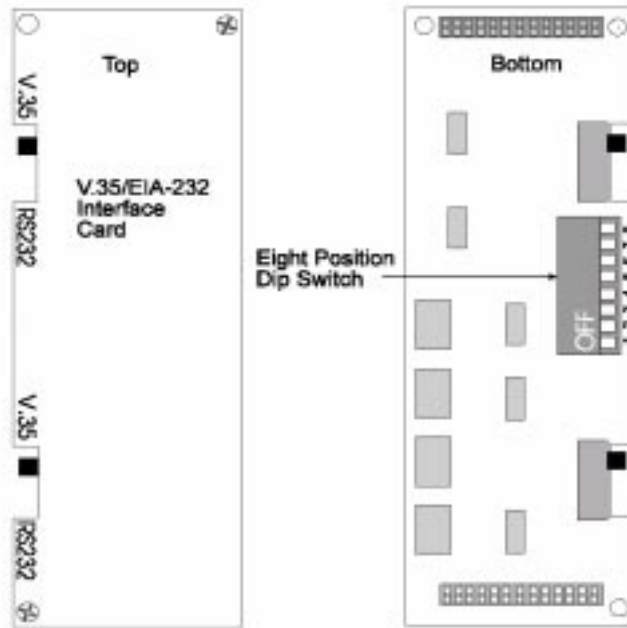 Top
V.35
V.35/EIA-232
Interface
Card
RS232
V.35
RS232
Bottom
Eight Position
Dip Switch
OFF